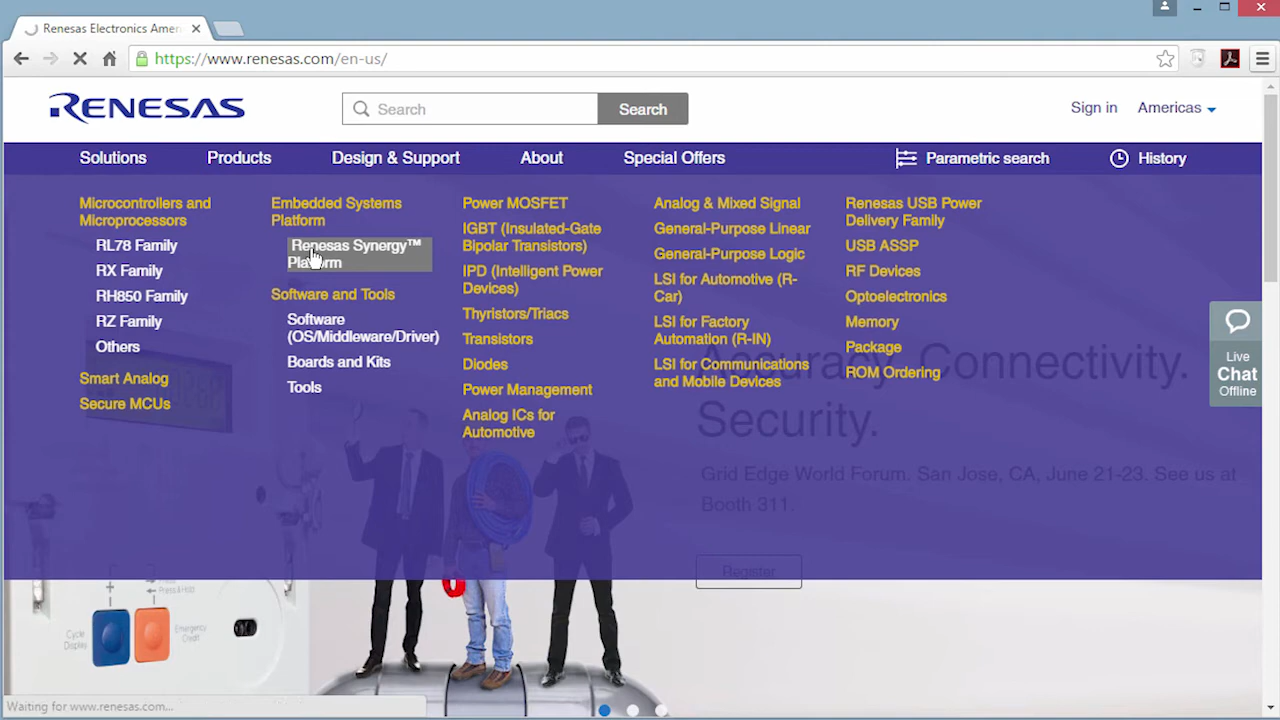 Renesas Electronics Amer
https://www.renesas.com/en-us/
RENESAS
Search
Search
Sign in
Americas
Solutions
Products
Design & Support
About
Special Offers
Parametric search
History
Microcontrollers and
Microprocessors
RL78 Family
RX Family
RH850 Family
RZ Family
Others
Smart Analog
Secure MCUs
Embedded Systems
Platform
Renesas Synergy™
Platform
Software and Tools
Software
(OS/Middleware/Driver)
Boards and Kits
Tools
Power MOSFET
IGBT (Insulated-Gate
Bipolar Transistors)
IPD (Intelligent Power
Devices)
Thyristors/Triacs
Transistors
Diodes
Power Management
Analog ICs for
Automotive
Analog & Mixed Signal
General-Purpose Linear
General-Purpose Logic
LSI for Automotive (R-
Car)
LSI for Factory
Automation (R-IN)
LSI for Communications
and Mobile Devices
Renesas USB Power
Delivery Family
USB ASSP
RF Devices
Optoelectronics
Memory
Package
ROM Ordering
Accuracy. Connectivity.
Security.
Grid Edge World Forum. San Jose, CA, June 21-23. See us at
Booth 311.
Register
Live
Chat
Offline
Press & Hold
Cycle
Display
Emergency
Credit
Waiting for www.renesas.com...